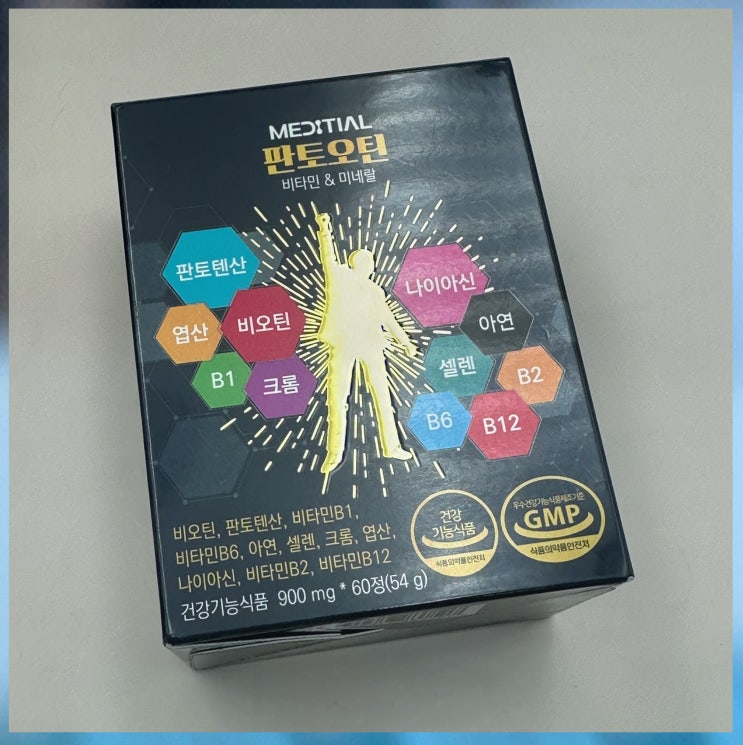 MEDITIAL
판토오틴
비타민 & 미네랄
판토텐산
나이아신
엽산
비오틴
아연
B1
크롬
셀렌
B2
B6
B12
비오틴, 판토텐산, 비타민B1,
비타민B6, 아연, 셀렌, 크롬, 엽산,
나이아신, 비타민B2, 비타민B12
건강기능식품 900 mg * 60정(54 g)
건강
기능식품
식품의약품안전처
우수건강기능식품제조기준
GMP
식품의약품안전처